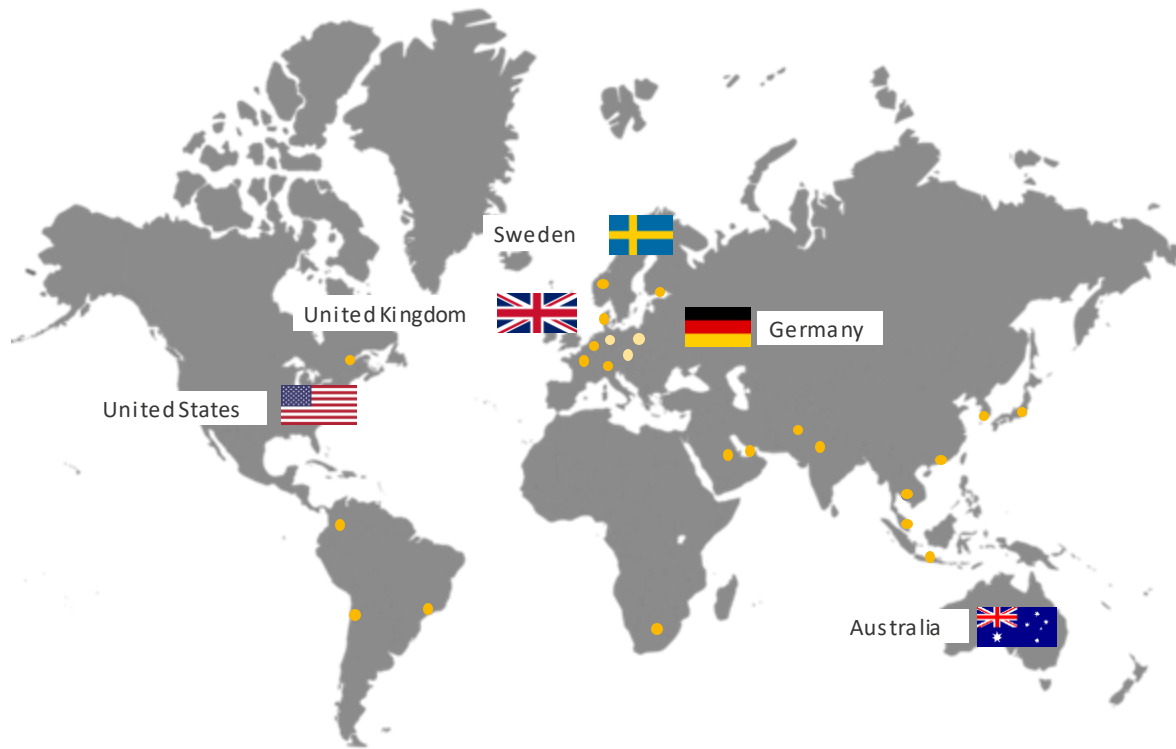 Sweden
United Kingdom
Germany
United States
Australia